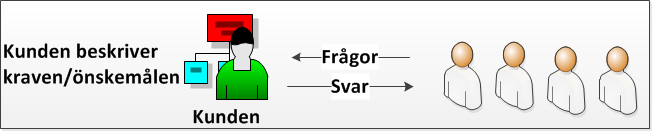 Kunden beskriver
kraven/önskemålen
Kunden
Frågor
Svar